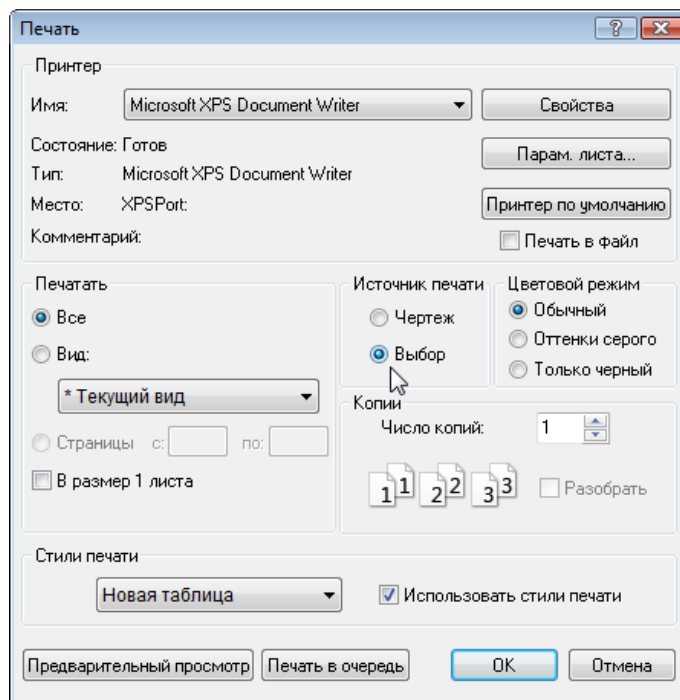 Печать
Принтер
Имя: Microsoft XPS Document Writer Свойства
Состояние: Готов Парам. листа...
Тип: Microsoft XPS Document Writer
Место: XPSPort: Принтер по умолчанию
Комментарий: Печать в файл
Печатать Источник печати Цветовой режим
Все Чертеж Обычный
Вид: Выбор Оттенки серого
* Текущий вид Только черный
Страницы с: по: Копии
Число копий: 1
В размер 1 листа 1 1 2 2 3 3 Разобрать
Стили печати
Новая таблица Использовать стили печати
Предварительный просмотр Печать в очередь OK Отмена